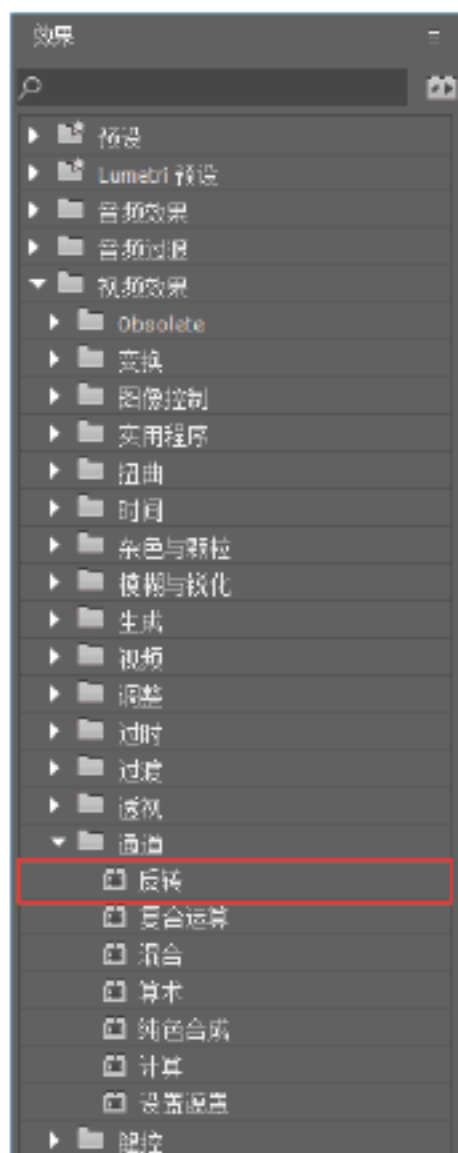 效果
预设
Lumetri 预设
音频效果
音频过渡
视频效果
Obsolete
变换
图像控制
实用程序
扭曲
时间
杂色与颗粒
模糊与锐化
生成
视频
调整
过时
过渡
透视
通道
反转
复合运算
混合
算术
纯色合成
计算
设置遮罩
键控